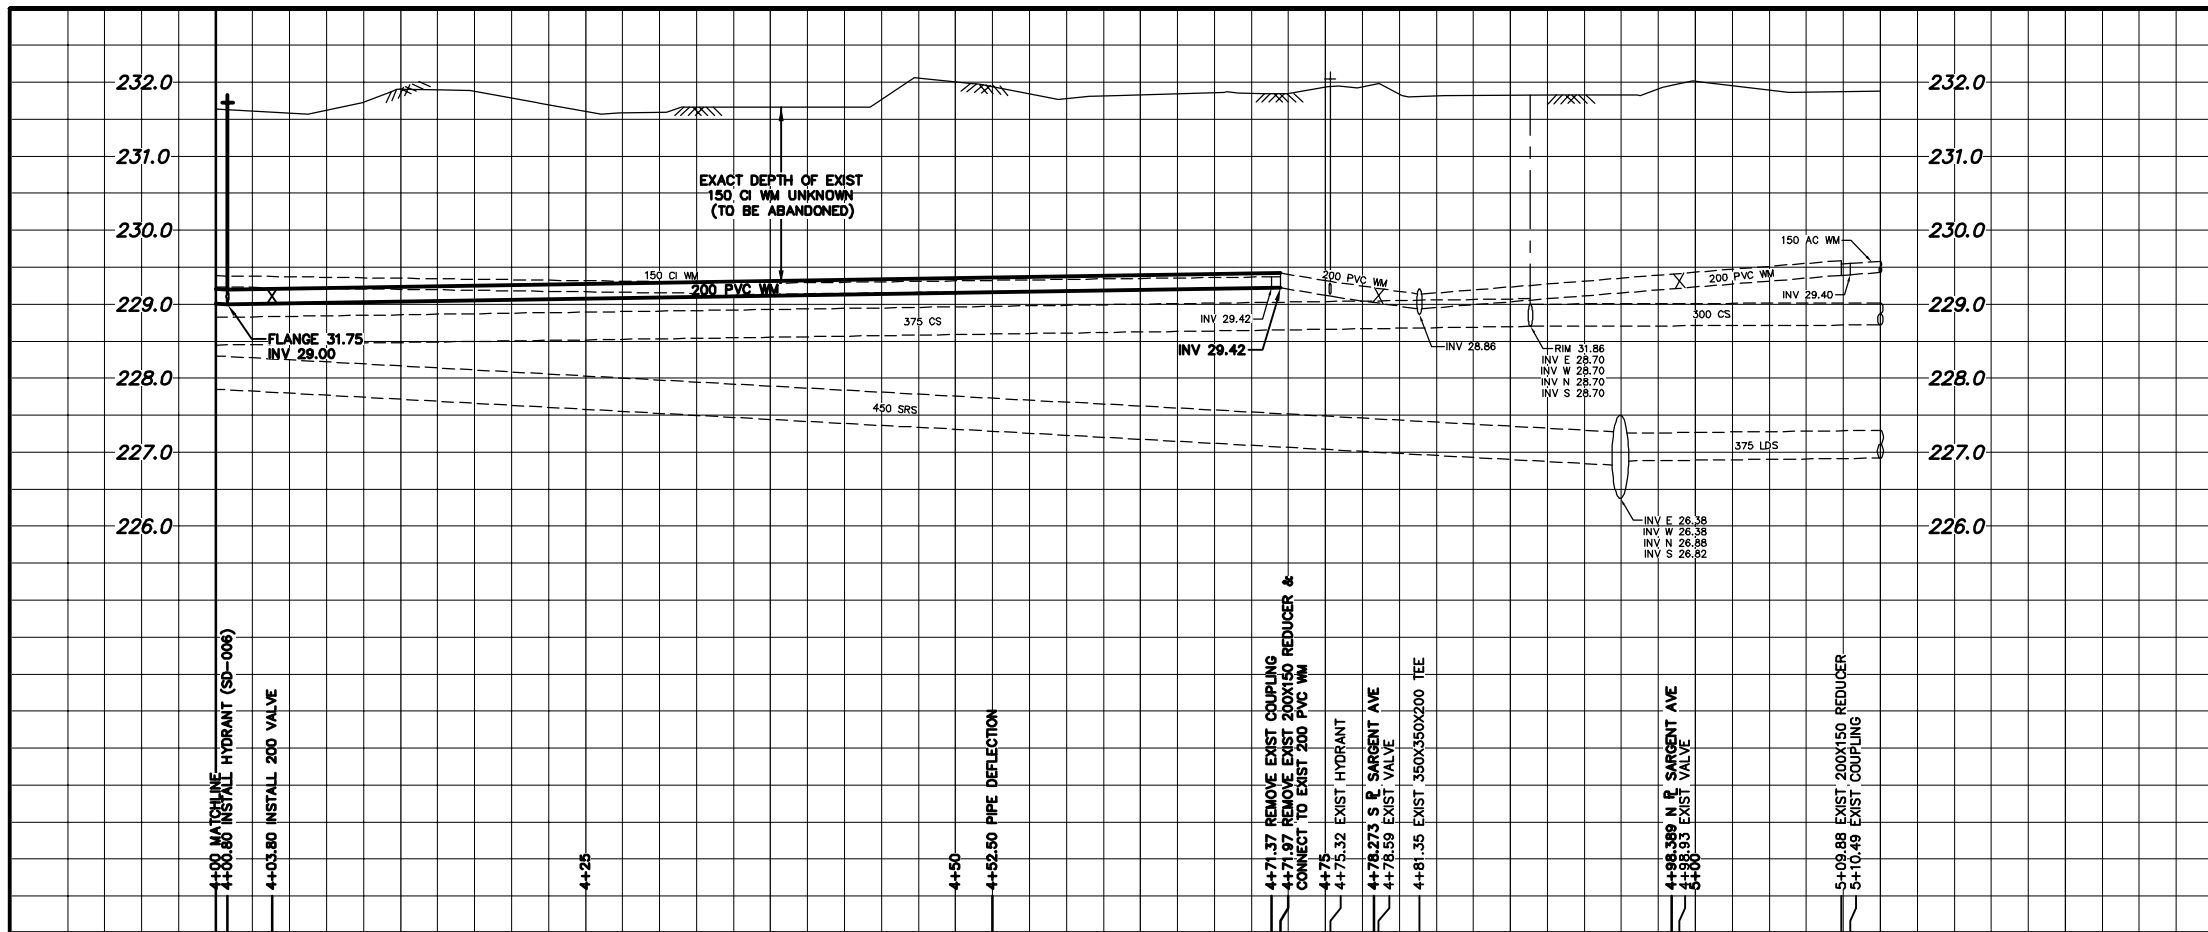 232.0
231.0
230.0
229.0
228.0
227.0
226.0
232.0
231.0
230.0
229.0
228.0
227.0
226.0
EXACT DEPTH OF EXIST
150 CI WM UNKNOWN
(TO BE ABANDONED)
150 CI WM
200 PVC WM
375 CS
FLANGE 31.75
INV 29.00
450 SRS
INV 29.42
INV 29.42
200 PVC WM
INV 28.86
RIM 31.86
INV E 28.70
INV W 28.70
INV N 28.70
INV S 28.70
150 AC WM
200 PVC WM
INV 29.40
300 CS
375 LDS
INV E 26.38
INV W 26.38
INV N 26.88
INV S 26.82
4+00 MATCHLINE
4+00.80 INSTALL HYDRANT (SD-006)
4+03.80 INSTALL 200 VALVE
4+25
4+50
4+52.50 PIPE DEFLECTION
4+71.37 REMOVE EXIST COUPLING
4+71.97 REMOVE EXIST 200X150 REDUCER &
CONNECT TO EXIST 200 PVC WM
4+75
4+75.32 EXIST HYDRANT
4+78.273 S PL SARGENT AVE
4+78.59 EXIST VALVE
4+81.35 EXIST 350X350X200 TEE
4+98.389 N PL SARGENT AVE
4+98.93 EXIST VALVE
5+00
5+09.88 EXIST 200X150 REDUCER
5+10.49 EXIST COUPLING